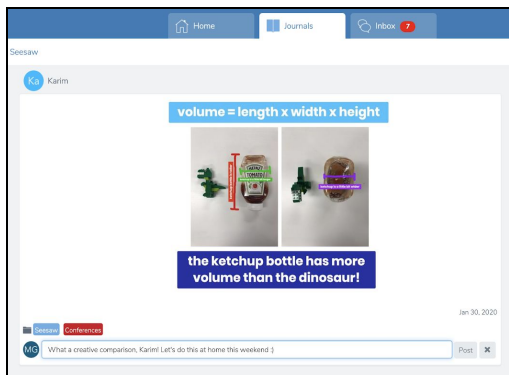 Home
Journals
Inbox 7
Seesaw
Ka Karim
volume = length x width x height
HEINZ
TOMATO
the ketchup bottle has more
volume than the dinosaur!
Jan 30, 2020
Seesaw Conferences
MG What a creative comparison, Karim! Let's do this at home this weekend :) Post